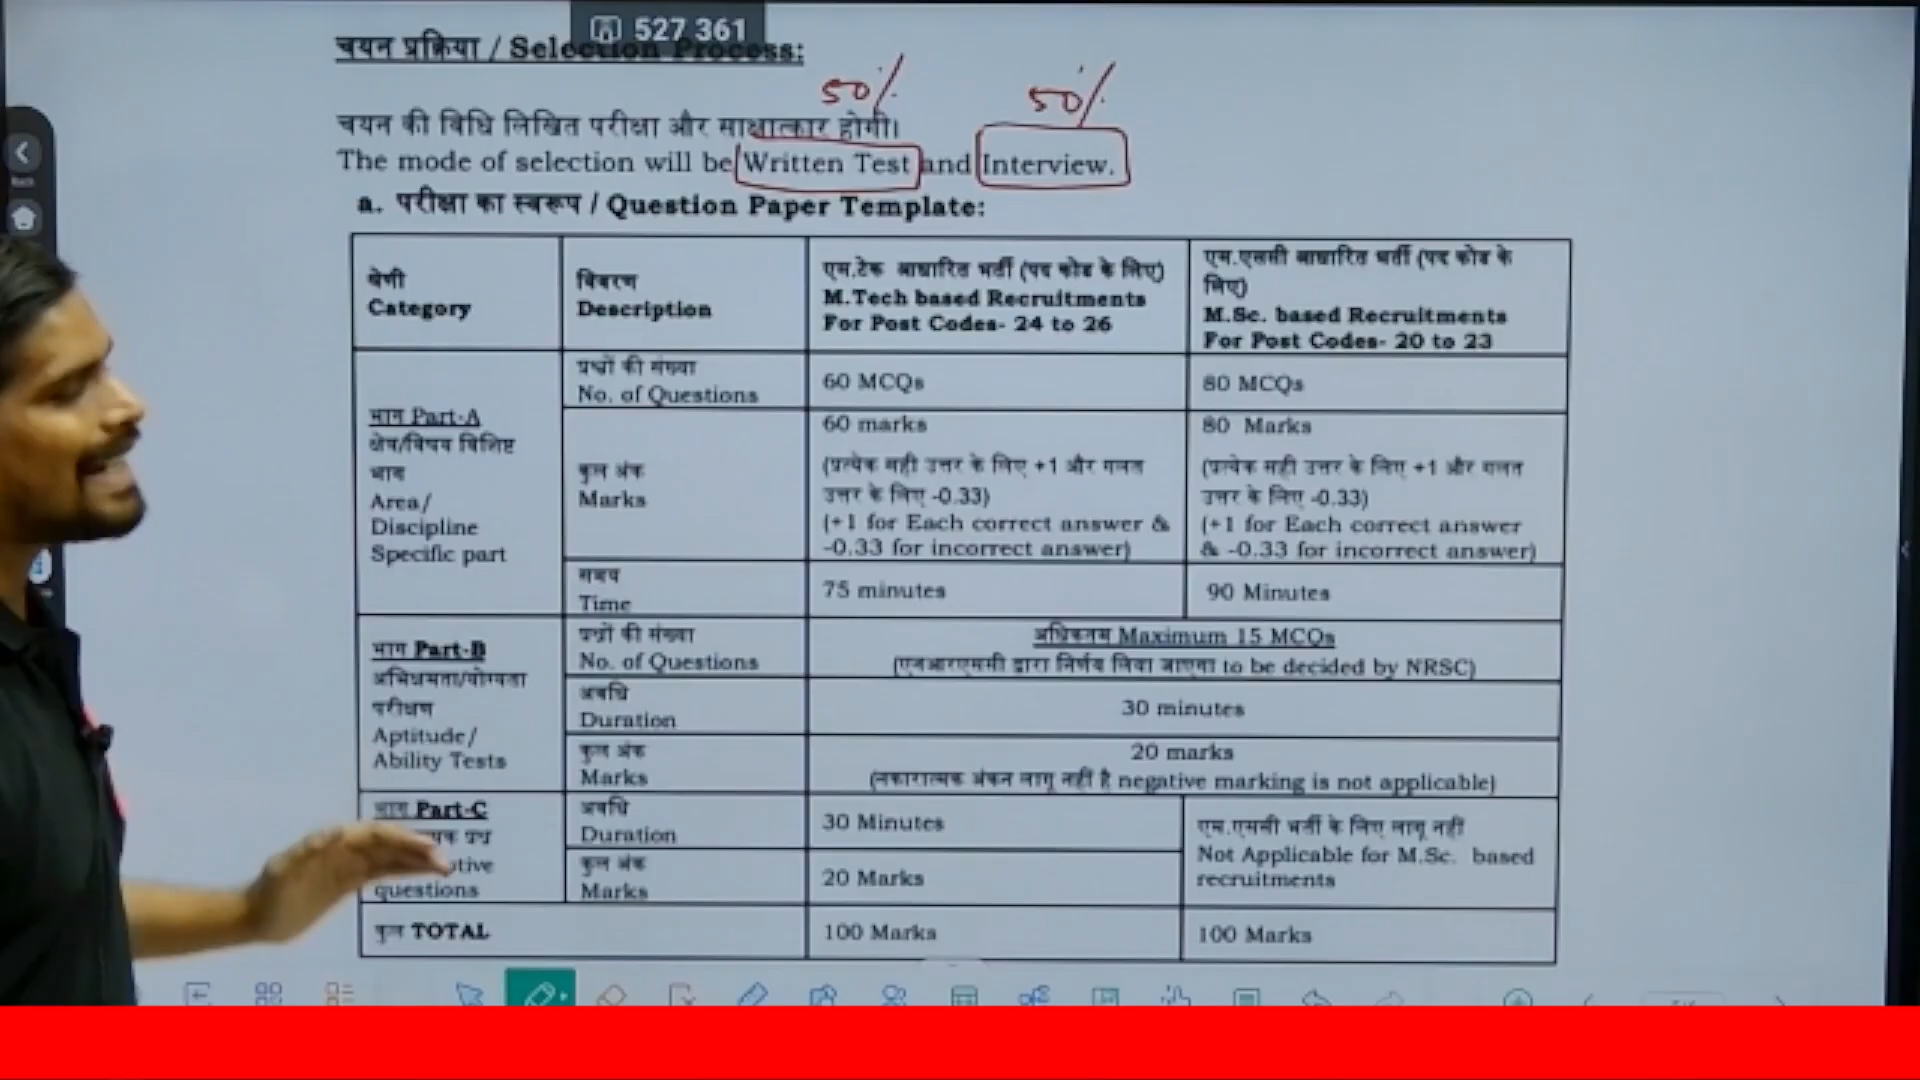 527 361
चयन प्रक्रिया / Selection Process:
50%
50%
चयन की विधि लिखित परीक्षा और साक्षात्कार होगी।
The mode of selection will be Written Test and Interview.
a. परीक्षा का स्वरूप / Question Paper Template:
श्रेणी
Category
विवरण
Description
एम.टेक आधारित भर्ती (पद कोड के लिए)
M.Tech based Recruitments
For Post Codes- 24 to 26
एम.एससी आधारित भर्ती (पद कोड के
लिए)
M.Sc. based Recruitments
For Post Codes- 20 to 23
भाग Part-A
क्षेत्र/विषय विशिष्ट
भाग
Area/
Discipline
Specific part
प्रश्नों की संख्या
No. of Questions
60 MCQs
80 MCQs
कुल अंक
Marks
60 marks
(प्रत्येक सही उत्तर के लिए +1 और गलत
उत्तर के लिए -0.33)
(+1 for Each correct answer &
-0.33 for incorrect answer)
80 Marks
(प्रत्येक सही उत्तर के लिए +1 और गलत
उत्तर के लिए -0.33)
(+1 for Each correct answer
& -0.33 for incorrect answer)
समय
Time
75 minutes
90 Minutes
भाग Part-B
अभिक्षमता/योग्यता
परीक्षण
Aptitude/
Ability Tests
प्रश्नों की संख्या
No. of Questions
अधिकतम Maximum 15 MCQs
(एनआरएससी द्वारा निर्णय लिया जाएगा to be decided by NRSC)
अवधि
Duration
30 minutes
कुल अंक
Marks
20 marks
(नकारात्मक अंकन लागू नहीं है negative marking is not applicable)
भाग Part-C
प्रश्न
questions
अवधि
Duration
30 Minutes
एम.एससी भर्ती के लिए लागू नहीं
Not Applicable for M.Sc. based
recruitments
कुल अंक
Marks
20 Marks
कुल TOTAL
100 Marks
100 Marks